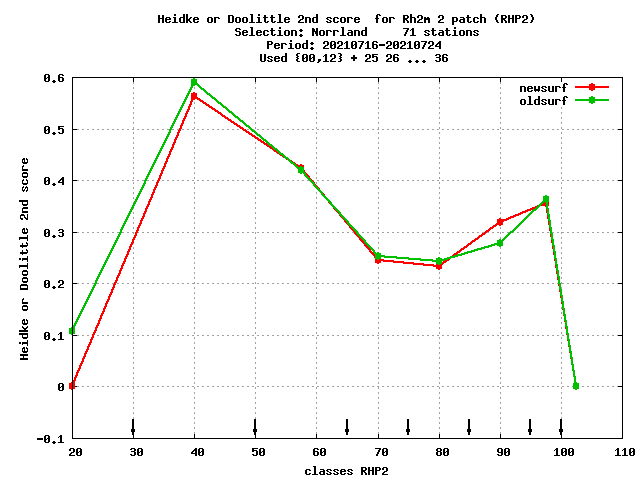 Heidke or Doolittle 2nd score  for Rh2m 2 patch (RHP2)
Selection: Norrland     71 stations
Period: 20210716-20210724
Used {00,12} + 25 26 ... 36
newsurf
oldsurf
Heidke or Doolittle 2nd score
0.6
0.5
0.4
0.3
0.2
0.1
0
-0.1
20 30 40 50 60 70 80 90 100 110
classes RHP2